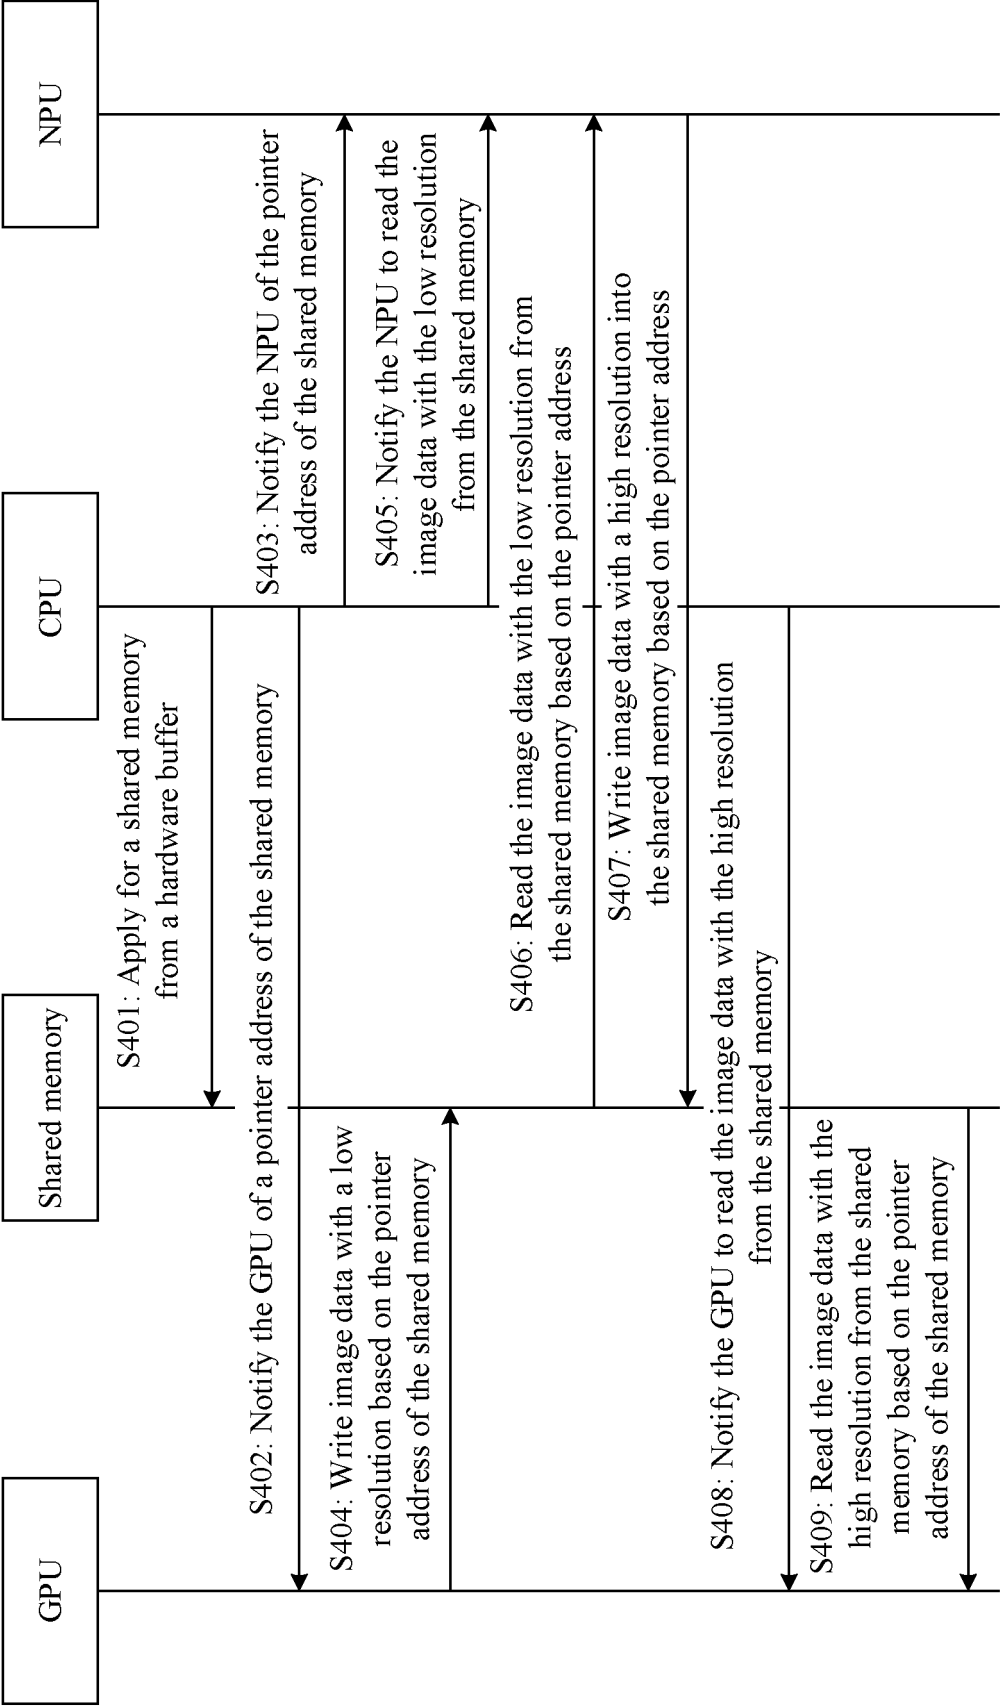 GPU
Shared memory
CPU
NPU
S401: Apply for a shared memory
from a hardware buffer
S402: Notify the GPU of a pointer address of the shared memory
S403: Notify the NPU of the pointer
address of the shared memory
S404: Write image data with a low
resolution based on the pointer
address of the shared memory
S405: Notify the NPU to read the
image data with the low resolution
from the shared memory
S406: Read the image data with the low resolution from
the shared memory based on the pointer address
S407: Write image data with a high resolution into
the shared memory based on the pointer address
S408: Notify the GPU to read the image data with the high resolution
from the shared memory
S409: Read the image data with the
high resolution from the shared
memory based on the pointer
address of the shared memory